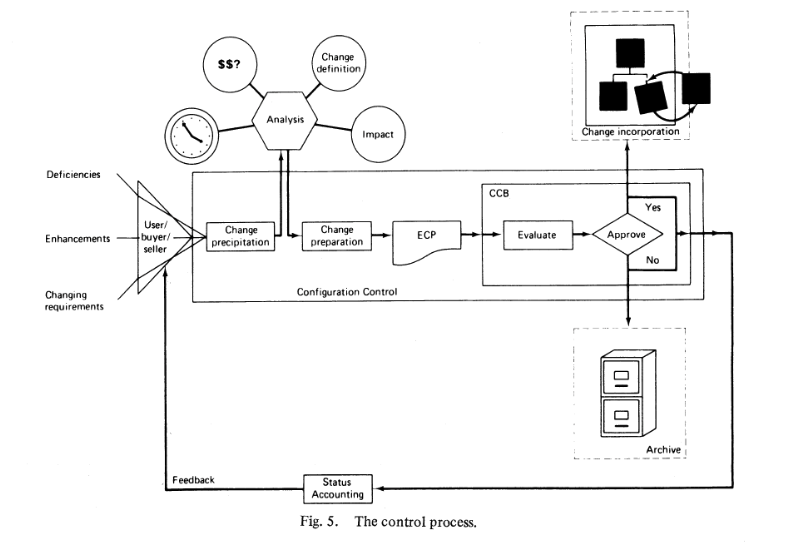 $$?
Change
definition
Analysis
Impact
Change incorporation
Deficiencies
Enhancements
Changing
requirements
User/
buyer/
seller
Change
precipitation
Change
preparation
ECP
CCB
Evaluate
Approve
Yes
No
Configuration Control
Archive
Feedback
Status
Accounting
Fig. 5. The control process.